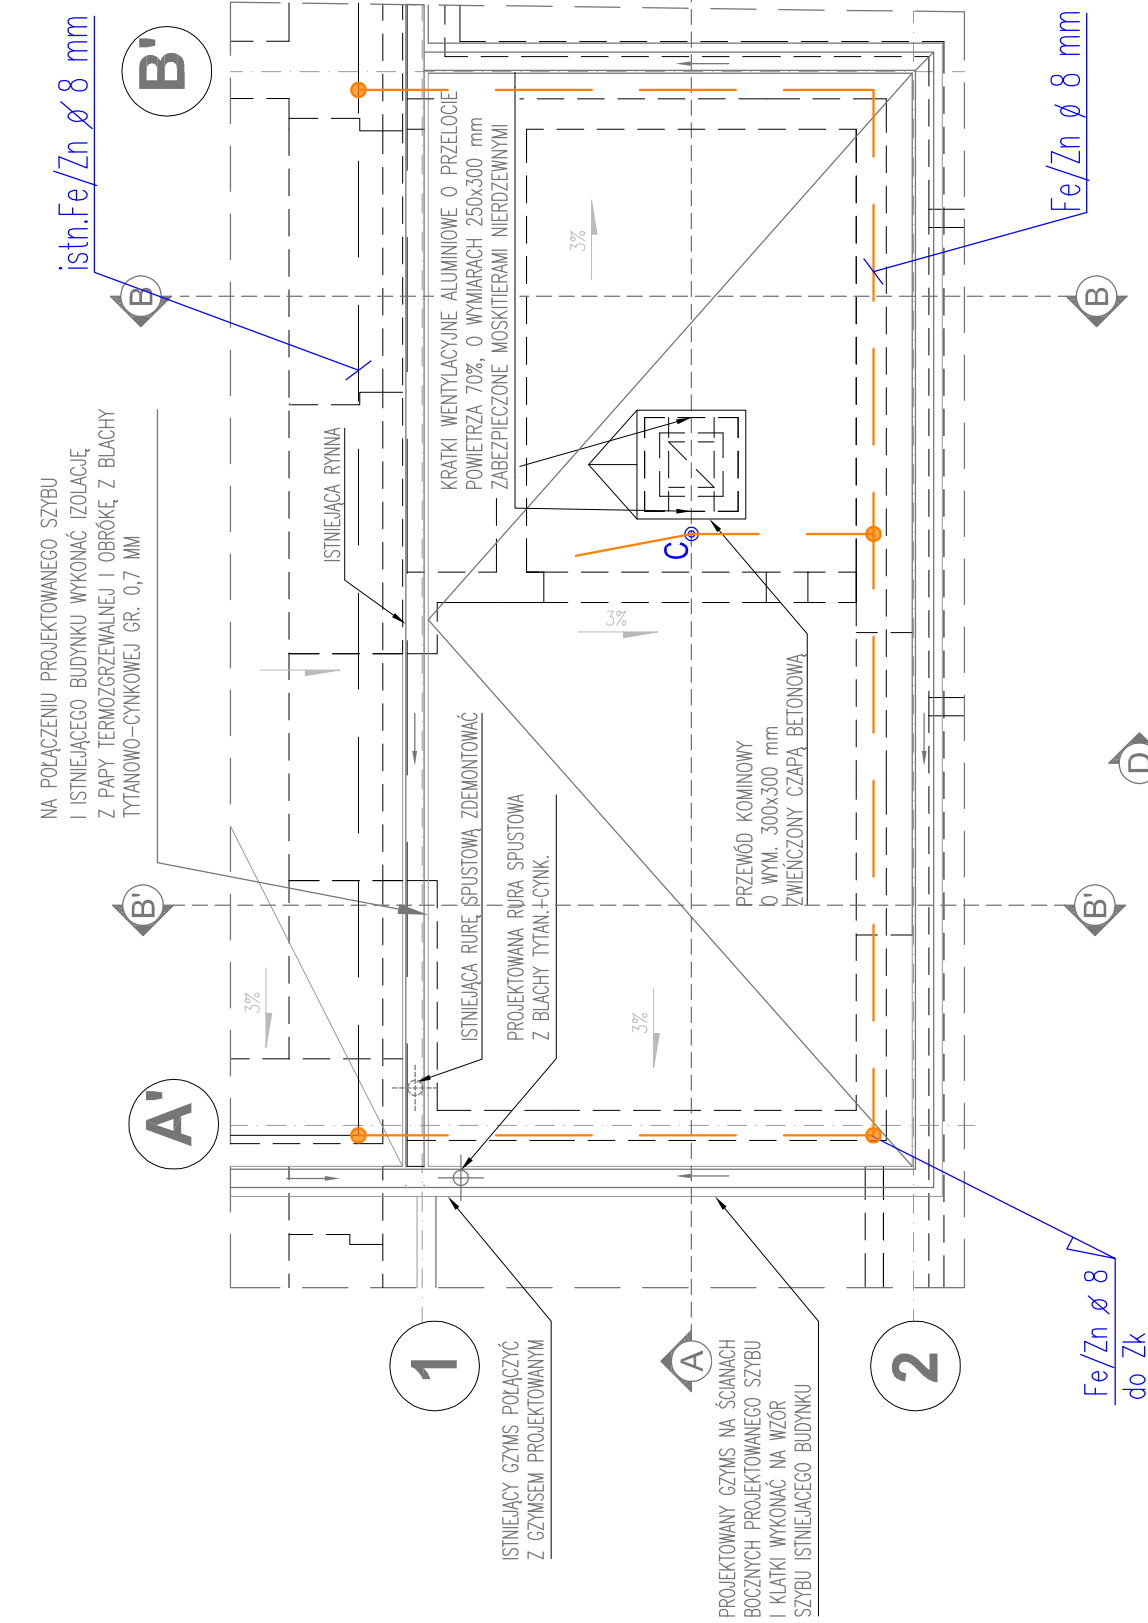 istn.Fe/Zn ø 8 mm
Fe/Zn ø 8 mm
Fe/Zn ø 8
do Zk
NA POŁĄCZENIU PROJEKTOWANEGO SZYBU
I ISTNIEJĄCEGO BUDYNKU WYKONAĆ IZOLACJĘ
Z PAPY TERMOZGRZEWALNEJ I OBRÓKĘ Z BLACHY
TYTANOWO-CYNKOWEJ GR. 0,7 MM
ISTNIEJĄCA RYNNA
KRATKI WENTYLACYJNE ALUMINIOWE O PRZELOCIE
POWIETRZA 70%, O WYMIARACH 250x300 mm
ZABEZPIECZONE MOSKITIERAMI NIERDZEWNYMI
ISTNIEJĄCA RURĘ SPUSTOWĄ ZDEMONTOWAĆ
PROJEKTOWANA RURA SPUSTOWA
Z BLACHY TYTAN.-CYNK.
PRZEWÓD KOMINOWY
O WYM. 300x300 mm
ZWIEŃCZONY CZAPĄ BETONOWĄ
ISTNIEJĄCY GZYMS POŁĄCZYĆ
Z GZYMSEM PROJEKTOWANYM
PROJEKTOWANY GZYMS NA ŚCIANACH
BOCZNYCH PROJEKTOWANEGO SZYBU
I KLATKI WYKONAĆ NA WZÓR
SZYBU ISTNIEJACEGO BUDYNKU
3%
3%
3%
3%
C
A'
B'
1
2
A
B
B
B'
B'
D